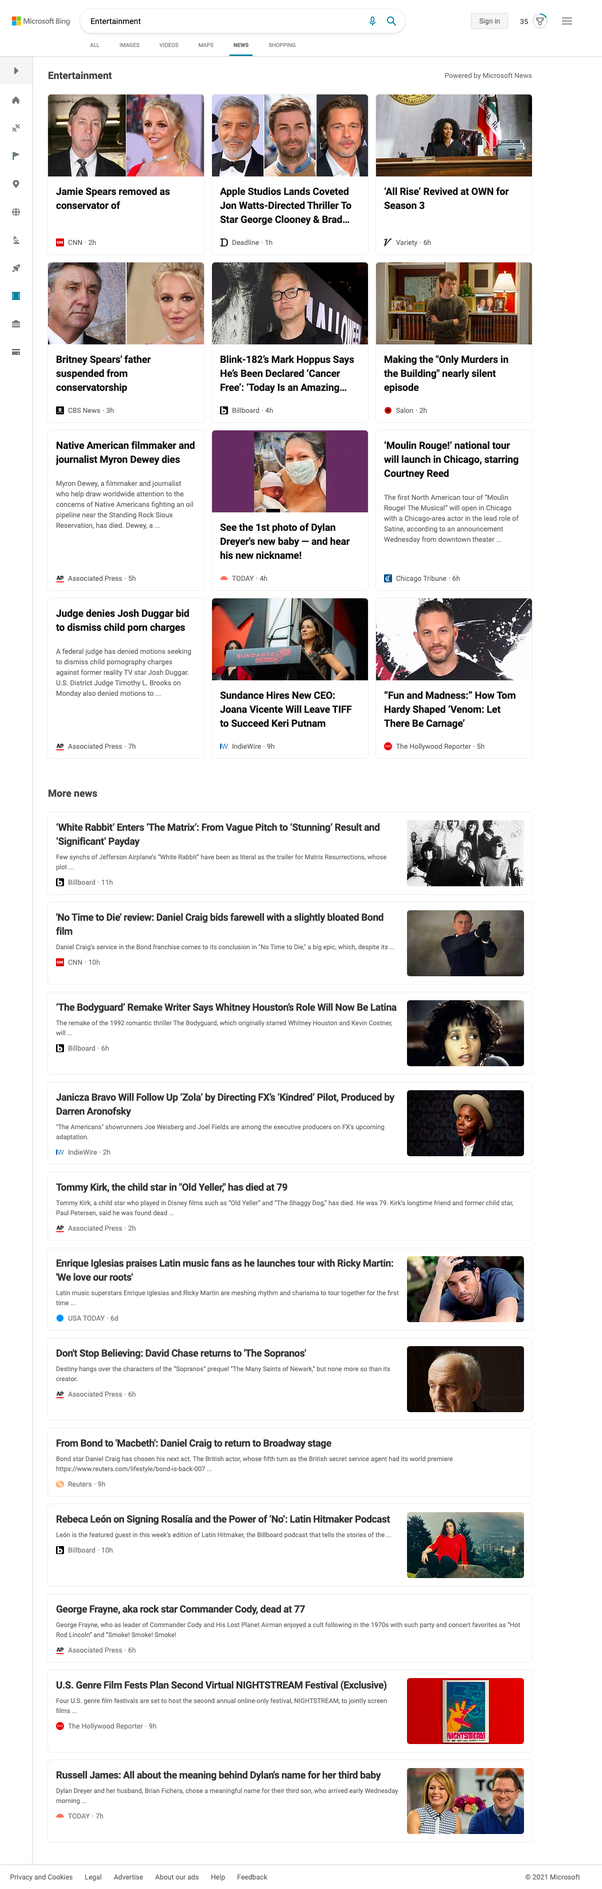 Microsoft Bing
Entertainment
Sign in
35
ALL IMAGES VIDEOS MAPS NEWS SHOPPING
Entertainment
Powered by Microsoft News
Jamie Spears removed as
conservator of
CNN · 2h
Apple Studios Lands Coveted
Jon Watts-Directed Thriller To
Star George Clooney & Brad...
Deadline · 1h
'All Rise' Revived at OWN for
Season 3
Variety · 6h
Britney Spears' father
suspended from
conservatorship
CBS News · 3h
Blink-182's Mark Hoppus Says
He's Been Declared 'Cancer
Free': 'Today Is an Amazing...
Billboard · 4h
Making the "Only Murders in
the Building" nearly silent
episode
Salon · 2h
Native American filmmaker and
journalist Myron Dewey dies
Myron Dewey, a filmmaker and journalist
who help draw worldwide attention to the
concerns of Native Americans fighting an oil
pipeline near the Standing Rock Sioux
Reservation, has died. Dewey, a ...
Associated Press · 5h
See the 1st photo of Dylan
Dreyer's new baby — and hear
his new nickname!
TODAY · 4h
'Moulin Rouge!' national tour
will launch in Chicago, starring
Courtney Reed
The first North American tour of "Moulin
Rouge! The Musical" will open in Chicago
with a Chicago-area actor in the lead role of
Satine, according to an announcement
Wednesday from downtown theater ...
Chicago Tribune · 6h
Judge denies Josh Duggar bid
to dismiss child porn charges
A federal judge has denied motions seeking
to dismiss child pornography charges
against former reality TV star Josh Duggar.
U.S. District Judge Timothy L. Brooks on
Monday also denied motions to ...
Associated Press · 7h
SUNDANCE
Sundance Hires New CEO:
Joana Vicente Will Leave TIFF
to Succeed Keri Putnam
IndieWire · 9h
"Fun and Madness:" How Tom
Hardy Shaped 'Venom: Let
There Be Carnage'
The Hollywood Reporter · 5h
More news
'White Rabbit' Enters 'The Matrix': From Vague Pitch to 'Stunning' Result and
'Significant' Payday
Few synchs of Jefferson Airplane's "White Rabbit" have been as literal as the trailer for Matrix Resurrections, whose
plot ...
Billboard · 11h
'No Time to Die' review: Daniel Craig bids farewell with a slightly bloated Bond
film
Daniel Craig's service in the Bond franchise comes to its conclusion in "No Time to Die," a big epic, which, despite its ...
CNN · 10h
'The Bodyguard' Remake Writer Says Whitney Houston's Role Will Now Be Latina
The remake of the 1992 romantic thriller The Bodyguard, which originally starred Whitney Houston and Kevin Costner,
will ...
Billboard · 6h
Janicza Bravo Will Follow Up 'Zola' by Directing FX's 'Kindred' Pilot, Produced by
Darren Aronofsky
"The Americans" showrunners Joe Weisberg and Joel Fields are among the executive producers on FX's upcoming
adaptation.
IndieWire · 2h
Tommy Kirk, the child star in "Old Yeller," has died at 79
Tommy Kirk, a child star who played in Disney films such as "Old Yeller" and "The Shaggy Dog," has died. He was 79. Kirk's longtime friend and former child star,
Paul Petersen, said he was found dead ...
Associated Press · 2h
Enrique Iglesias praises Latin music fans as he launches tour with Ricky Martin:
'We love our roots'
Latin music superstars Enrique Iglesias and Ricky Martin are meshing rhythm and charisma to tour together for the first
time ...
USA TODAY · 6d
Don't Stop Believing: David Chase returns to 'The Sopranos'
Destiny hangs over the characters of the "Sopranos" prequel "The Many Saints of Newark," but none more so than its
creator.
Associated Press · 6h
From Bond to 'Macbeth': Daniel Craig to return to Broadway stage
Bond star Daniel Craig has chosen his next act. The British actor, whose fifth turn as the British secret service agent had its world premiere
https://www.reuters.com/lifestyle/bond-is-back-007 ...
Reuters · 9h
Rebeca León on Signing Rosalía and the Power of 'No': Latin Hitmaker Podcast
León is the featured guest in this week's edition of Latin Hitmaker, the Billboard podcast that tells the stories of the ...
Billboard · 10h
George Frayne, aka rock star Commander Cody, dead at 77
George Frayne, who as leader of Commander Cody and His Lost Planet Airman enjoyed a cult following in the 1970s with such party and concert favorites as "Hot
Rod Lincoln" and "Smoke! Smoke! Smoke!
Associated Press · 6h
U.S. Genre Film Fests Plan Second Virtual NIGHTSTREAM Festival (Exclusive)
Four U.S. genre film festivals are set to host the second annual online-only festival, NIGHTSTREAM, to jointly screen
films ...
The Hollywood Reporter · 9h
NIGHTSTREAM
Russell James: All about the meaning behind Dylan's name for her third baby
Dylan Dreyer and her husband, Brian Fichera, chose a meaningful name for their third son, who arrived early Wednesday
morning ...
TODAY · 7h
Privacy and Cookies Legal Advertise About our ads Help Feedback
© 2021 Microsoft